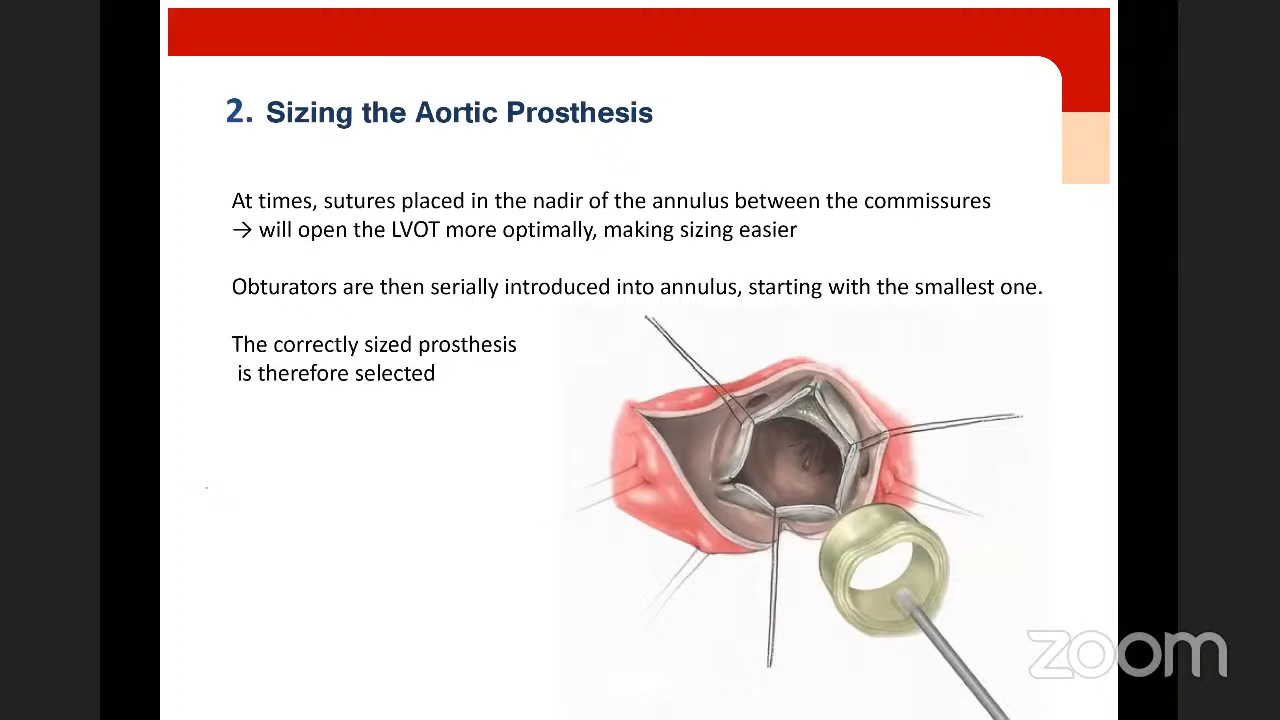 2. Sizing the Aortic Prosthesis
At times, sutures placed in the nadir of the annulus between the commissures
→ will open the LVOT more optimally, making sizing easier
Obturators are then serially introduced into annulus, starting with the smallest one.
The correctly sized prosthesis
is therefore selected
zoom